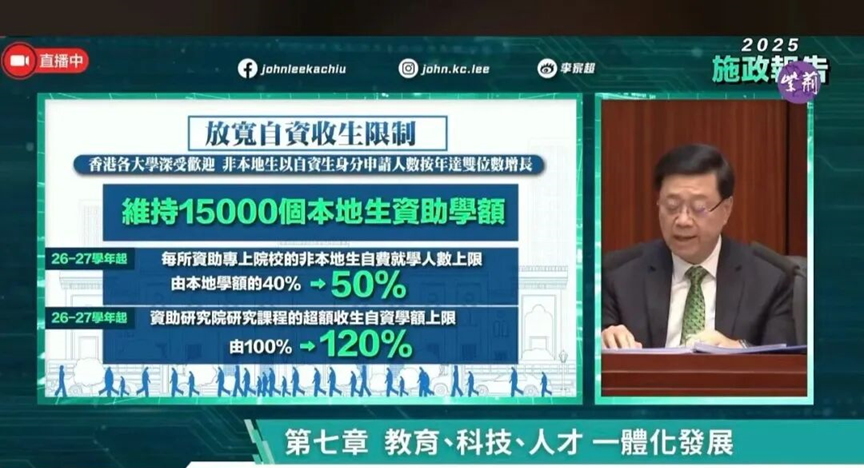 直播中
johnleekachiu
john.kc.lee
李家超
2025
施政報告
紫荊
放寬自資收生限制
香港各大學深受歡迎 非本地生以自資生身分申請人數按年達雙位數增長
維持15000個本地生資助學額
26-27學年起
每所資助專上院校的非本地生自費就學人數上限
由本地學額的40% → 50%
26-27學年起
資助研究院研究課程的超額收生自資學額上限
由100% → 120%
第七章 教育、科技、人才 一體化發展